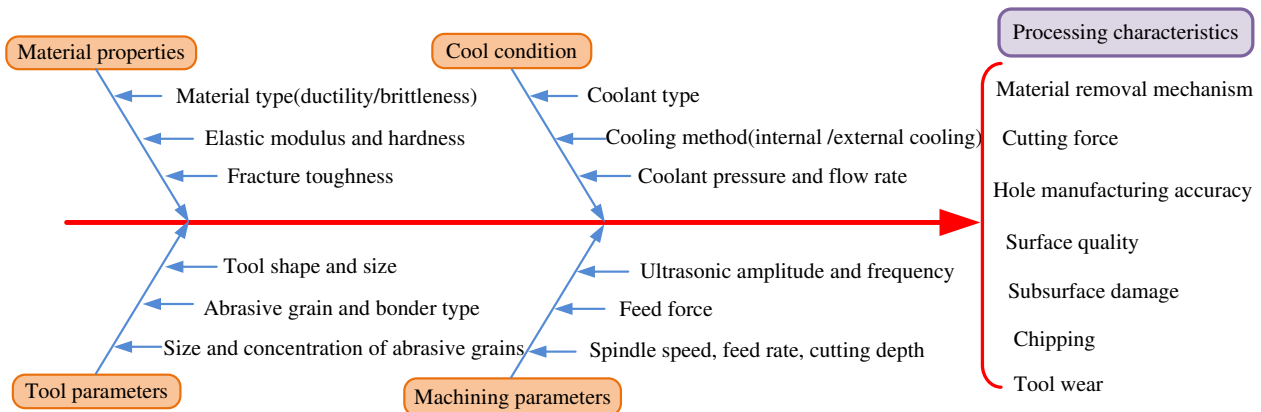 Material properties
Material type(ductility/brittleness)
Elastic modulus and hardness
Fracture toughness
Cool condition
Coolant type
Cooling method(internal /external cooling)
Coolant pressure and flow rate
Tool shape and size
Abrasive grain and bonder type
Size and concentration of abrasive grains
Tool parameters
Ultrasonic amplitude and frequency
Feed force
Spindle speed, feed rate, cutting depth
Machining parameters
Processing characteristics
Material removal mechanism
Cutting force
Hole manufacturing accuracy
Surface quality
Subsurface damage
Chipping
Tool wear